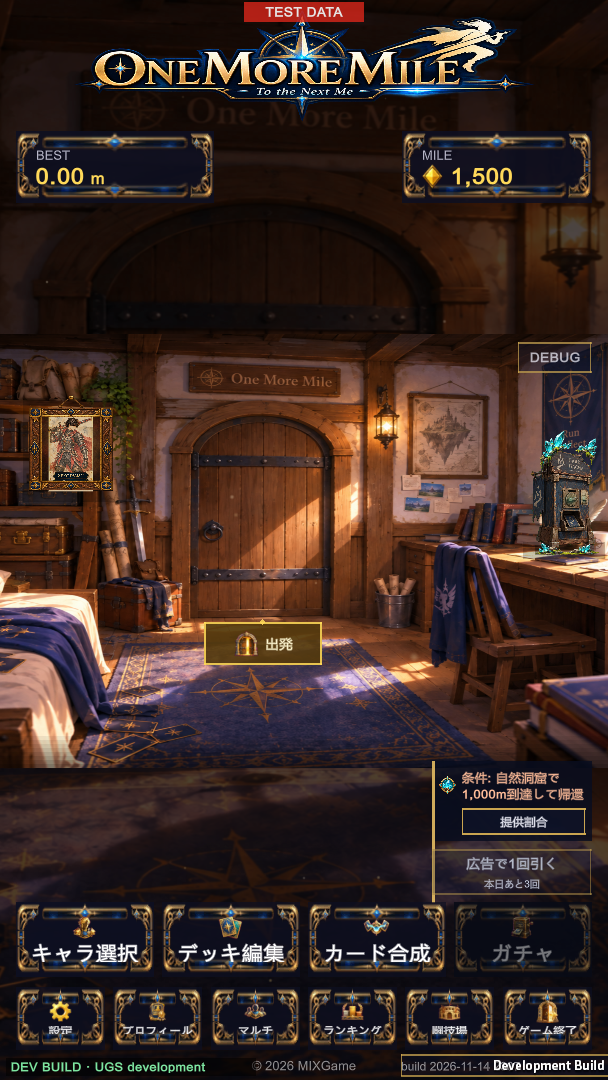 TEST DATA
ONE MORE MILE
To the Next Me
One More Mile
BEST
0.00 m
MILE
1,500
DEBUG
One More Mile
出発
条件: 自然洞窟で
1,000m到達して帰還
提供割合
広告で1回引く
本日あと3回
キャラ選択
デッキ編集
カード合成
ガチャ
設定
プロフィール
マルチ
ランキング
闘技場
ゲーム終了
DEV BUILD · UGS development
© 2026 MIXGame
build 2026-11-14
Development Build